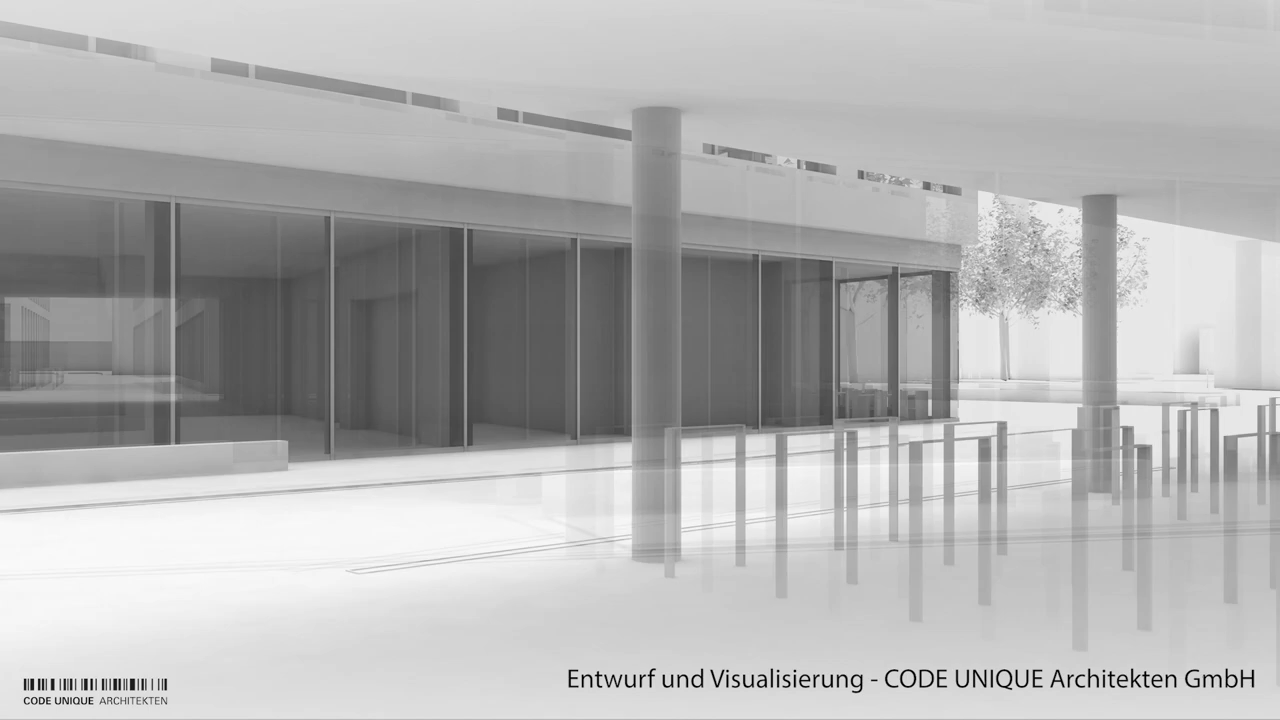 Entwurf und Visualisierung - CODE UNIQUE Architekten GmbH
CODE UNIQUE ARCHITEKTEN